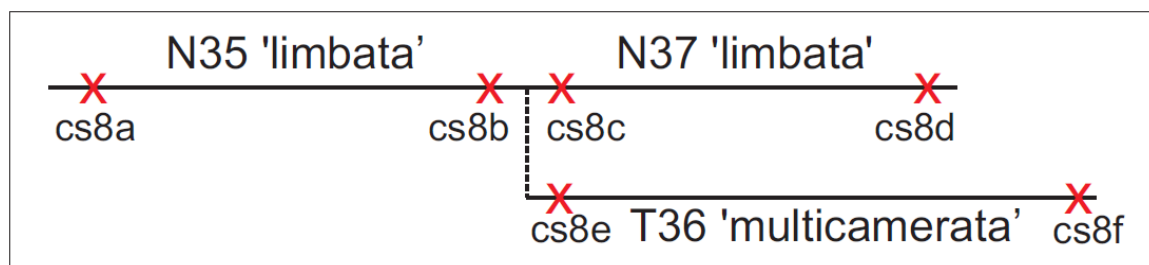 N35 'limbata’ N37 'limbata'
X X X X
cs8a cs8b cs8c cs8d
X X
cs8e T36 'multicamerata’ cs8f